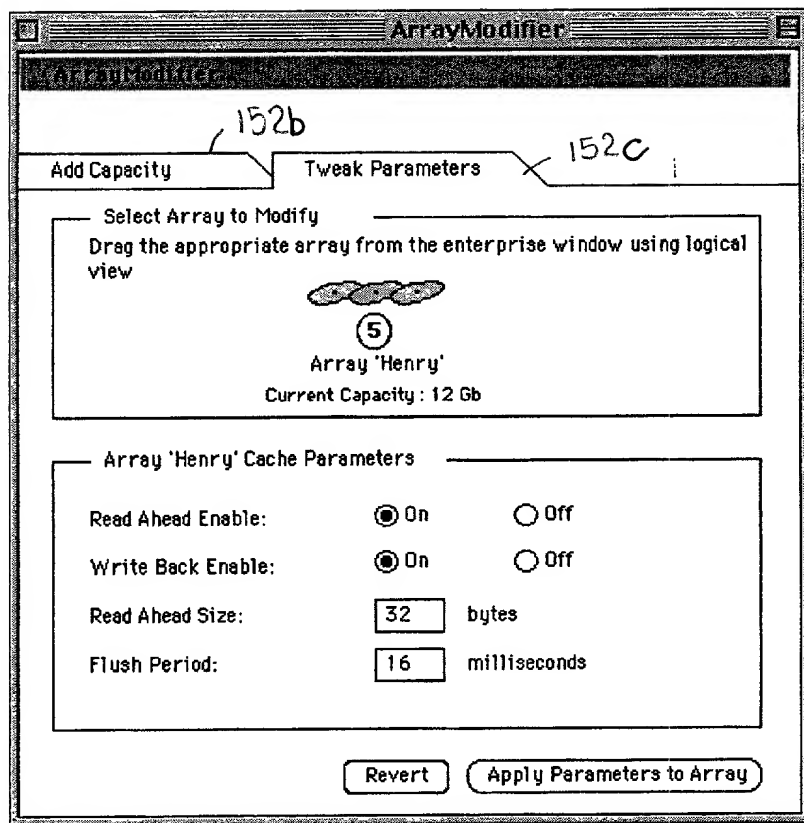 ArrayModifier
ArrayModifier
152b
152c
Add Capacity
Tweak Parameters
Select Array to Modify
Drag the appropriate array from the enterprise window using logical
view
5
Array 'Henry'
Current Capacity : 12 Gb
Array 'Henry' Cache Parameters
Read Ahead Enable: On Off
Write Back Enable: On Off
Read Ahead Size: 32 bytes
Flush Period: 16 milliseconds
Revert
Apply Parameters to Array